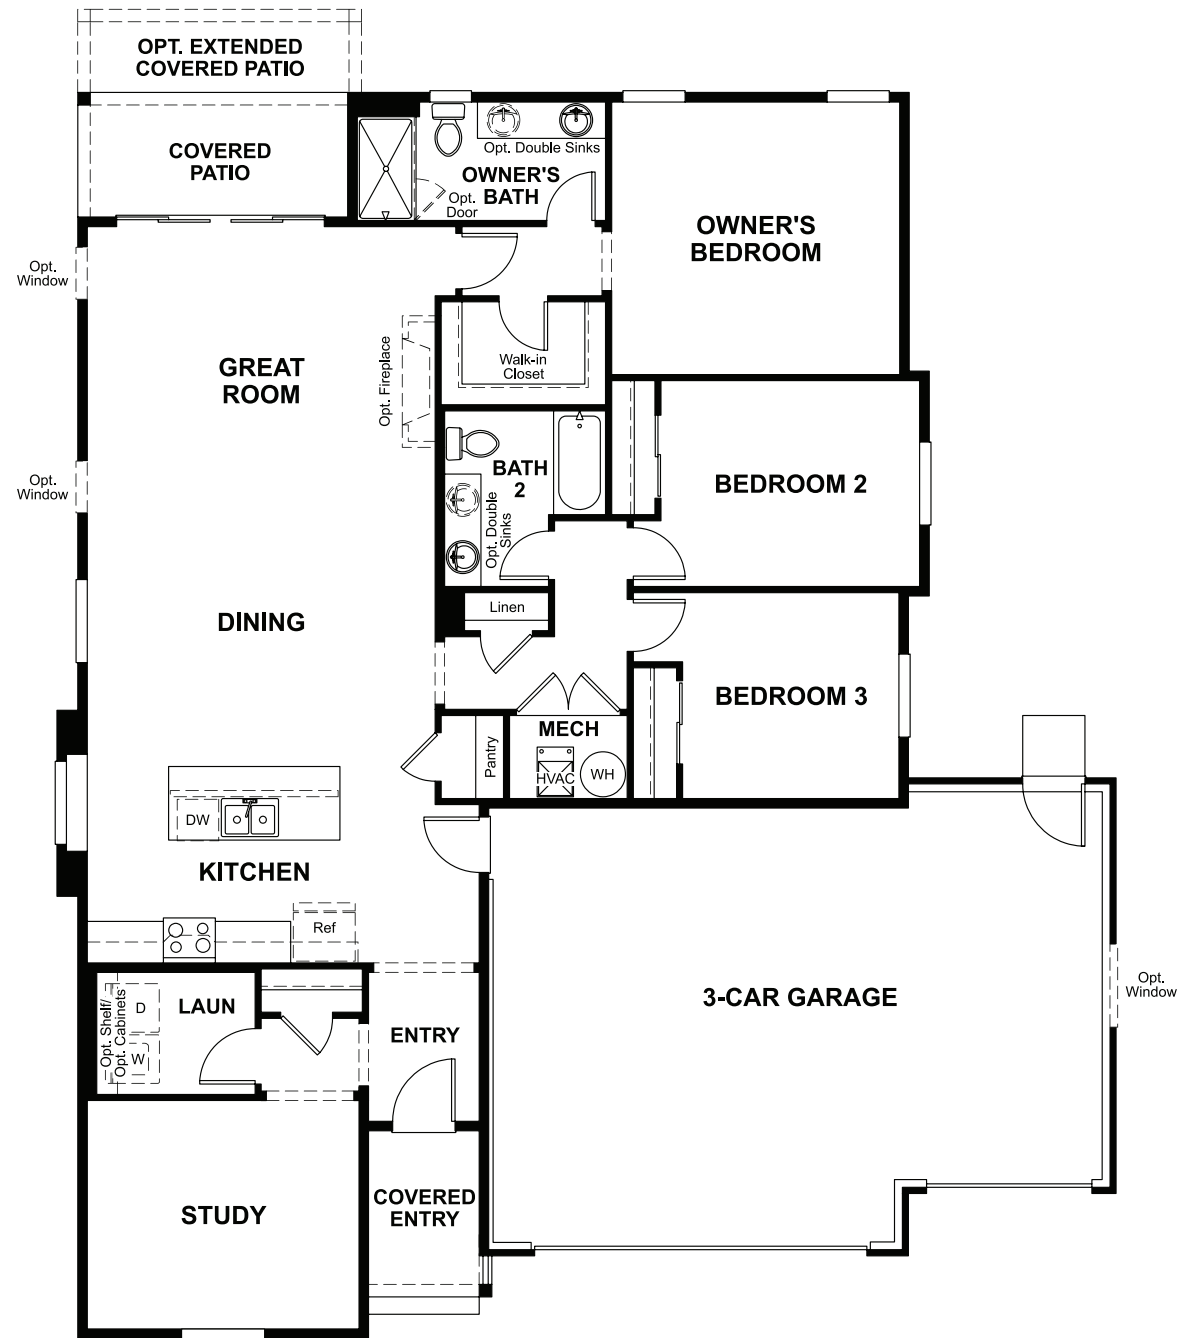 OPT. EXTENDED
COVERED PATIO
COVERED
PATIO
Opt. Double Sinks
OWNER'S
BATH
Opt.
Door
OWNER'S
BEDROOM
Opt.
Window
GREAT
ROOM
Opt. Fireplace
Walk-in
Closet
BATH
2
Opt. Double
Sinks
BEDROOM 2
Opt.
Window
DINING
Linen
BEDROOM 3
MECH
Pantry
HVAC
WH
DW
KITCHEN
Ref
3-CAR GARAGE
Opt.
Window
Opt. Shelf/
Opt. Cabinets
D
W
LAUN
ENTRY
STUDY
COVERED
ENTRY